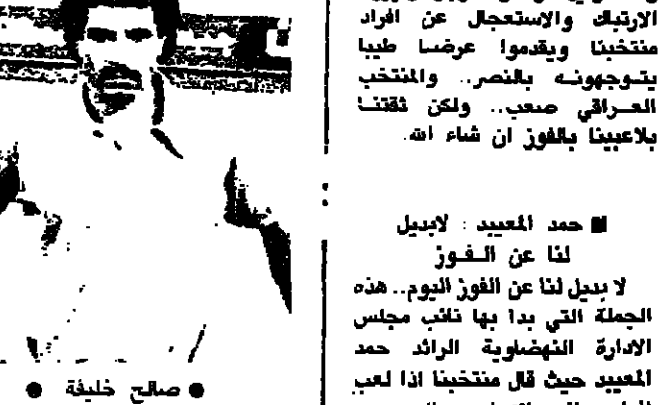 الارتباك والاستعجال عن افراد
منتخبنا ويقدموا عرضا طيبا
يتوجهونه بالنصر.. والمنتخب
العراقي صعب.. ولكن ثقتنا
بلاعبينا بالفوز ان شاء الله.
■ حمد المعييد : لابديل
لنا عن الفوز
لا بديل لنا عن الفوز اليوم.. هذه
الجملة التي بدا بها نائب مجلس
الادارة النهضاوية الرائد حمد
المعييد حيث قال منتخبنا اذا لعب
● صالح خليفة ●